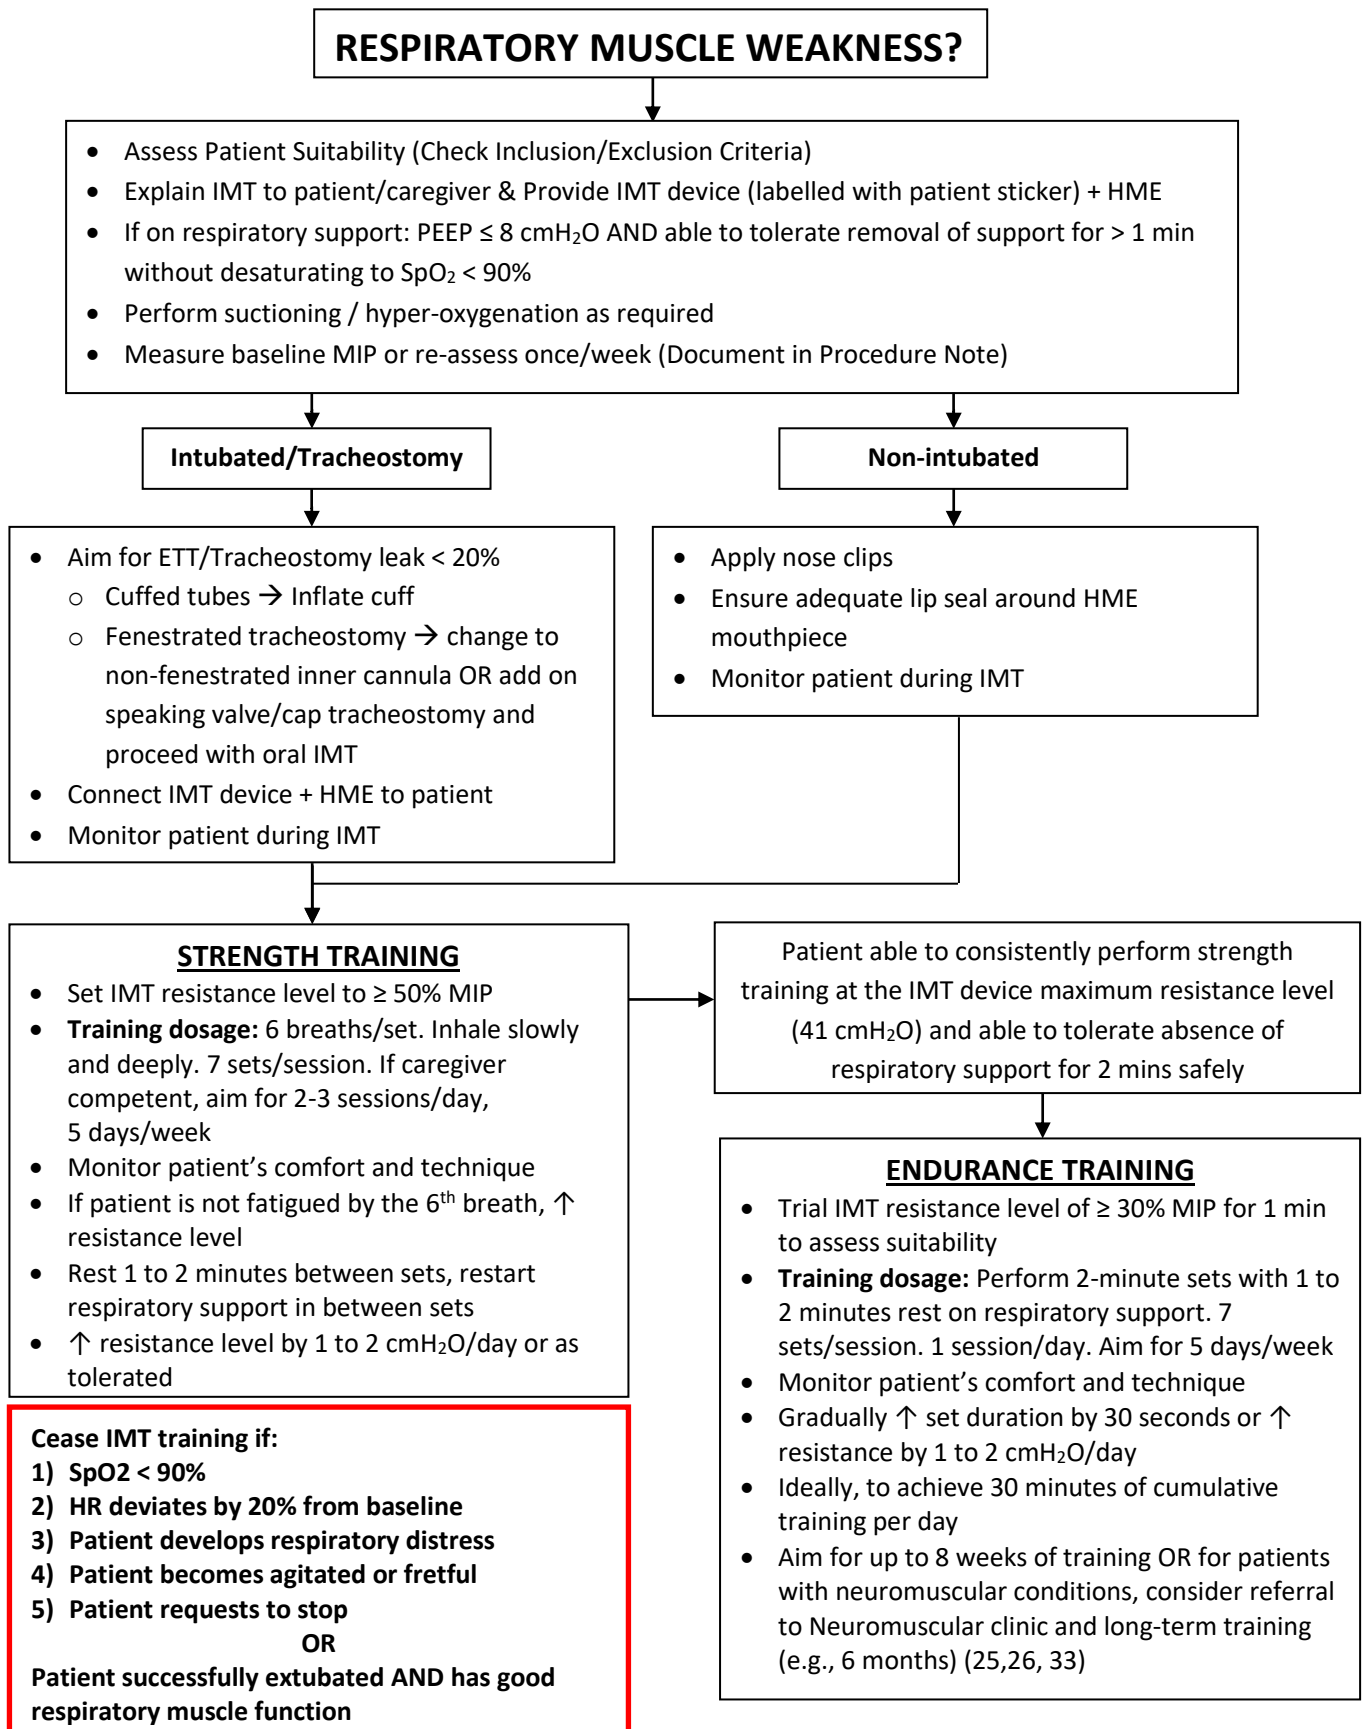 RESPIRATORY MUSCLE WEAKNESS?
• Assess Patient Suitability (Check Inclusion/Exclusion Criteria)
• Explain IMT to patient/caregiver & Provide IMT device (labelled with patient sticker) + HME
• If on respiratory support: PEEP ≤ 8 cmH₂O AND able to tolerate removal of support for > 1 min
without desaturating to SpO₂ < 90%
• Perform suctioning / hyper-oxygenation as required
• Measure baseline MIP or re-assess once/week (Document in Procedure Note)
Intubated/Tracheostomy
• Aim for ETT/Tracheostomy leak < 20%
o Cuffed tubes → Inflate cuff
o Fenestrated tracheostomy → change to
non-fenestrated inner cannula OR add on
speaking valve/cap tracheostomy and
proceed with oral IMT
• Connect IMT device + HME to patient
• Monitor patient during IMT
Non-intubated
• Apply nose clips
• Ensure adequate lip seal around HME
mouthpiece
• Monitor patient during IMT
STRENGTH TRAINING
• Set IMT resistance level to ≥ 50% MIP
• Training dosage: 6 breaths/set. Inhale slowly
and deeply. 7 sets/session. If caregiver
competent, aim for 2-3 sessions/day,
5 days/week
• Monitor patient’s comfort and technique
• If patient is not fatigued by the 6th breath, ↑
resistance level
• Rest 1 to 2 minutes between sets, restart
respiratory support in between sets
• ↑ resistance level by 1 to 2 cmH₂O/day or as
tolerated
Cease IMT training if:
1) SpO2 < 90%
2) HR deviates by 20% from baseline
3) Patient develops respiratory distress
4) Patient becomes agitated or fretful
5) Patient requests to stop
OR
Patient successfully extubated AND has good
respiratory muscle function
Patient able to consistently perform strength
training at the IMT device maximum resistance level
(41 cmH₂O) and able to tolerate absence of
respiratory support for 2 mins safely
ENDURANCE TRAINING
• Trial IMT resistance level of ≥ 30% MIP for 1 min
to assess suitability
• Training dosage: Perform 2-minute sets with 1 to
2 minutes rest on respiratory support. 7
sets/session. 1 session/day. Aim for 5 days/week
• Monitor patient’s comfort and technique
• Gradually ↑ set duration by 30 seconds or ↑
resistance by 1 to 2 cmH₂O/day
• Ideally, to achieve 30 minutes of cumulative
training per day
• Aim for up to 8 weeks of training OR for patients
with neuromuscular conditions, consider referral
to Neuromuscular clinic and long-term training
(e.g., 6 months) (25,26, 33)